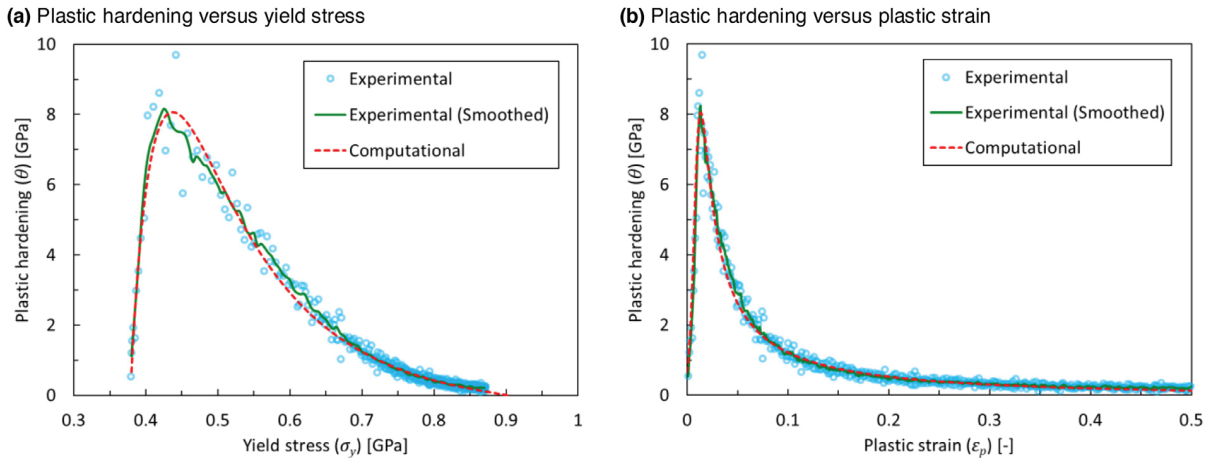 (a) Plastic hardening versus yield stress
10
8
6
4
2
0
0.3
0.4
0.5
0.6
0.7
0.8
0.9
1
Plastic hardening (θ) [GPa]
Yield stress (σy) [GPa]
Experimental
Experimental (Smoothed)
Computational
(b) Plastic hardening versus plastic strain
10
8
6
4
2
0
0
0.1
0.2
0.3
0.4
0.5
Plastic hardening (θ) [GPa]
Plastic strain (εp) [-]
Experimental
Experimental (Smoothed)
Computational